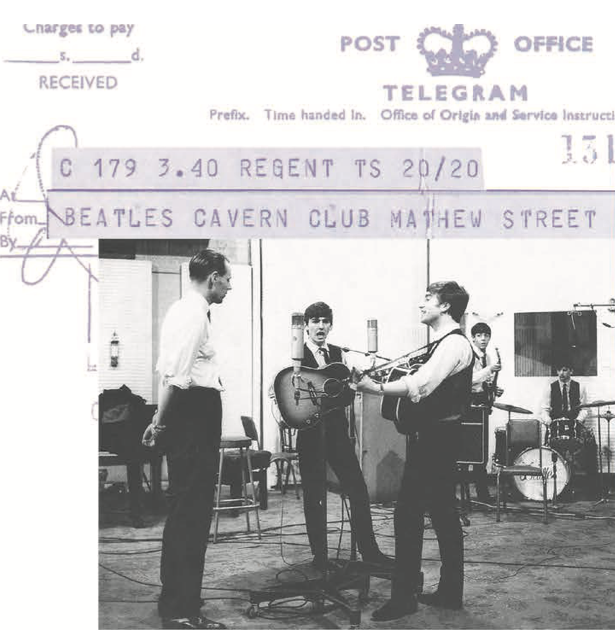 Charges to pay
s. d.
RECEIVED
POST OFFICE
TELEGRAM
Prefix. Time handed in. Office of Origin and Service Instructi
131
At
From
By
C 179 3.40 REGENT TS 20/20
BEATLES CAVERN CLUB MATHEW STREET